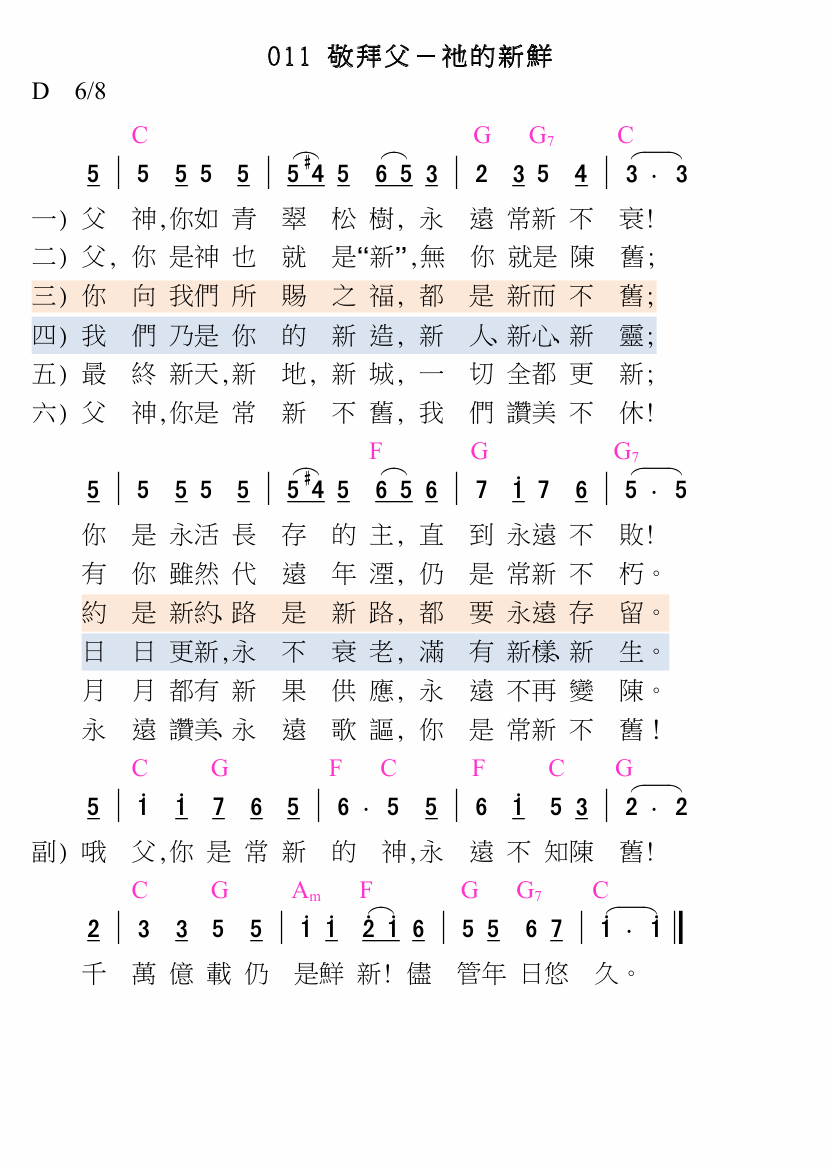 011 敬拜父－祂的新鮮
D 6/8
C G G7 C
5 | 5 5 5 5 | 5 #4 5 6 5 3 | 2 3 5 4 | 3 · 3
一) 父 神,你如 青 翠 松 樹, 永 遠 常新 不 衰!
二) 父, 你 是神 也 就 是“新”,無 你 就是 陳 舊;
三) 你 向 我們 所 賜 之 福, 都 是 新而 不 舊;
四) 我 們 乃是 你 的 新 造, 新 人、新心、新 靈;
五) 最 終 新天,新 地, 新 城, 一 切 全都 更 新;
六) 父 神,你是 常 新 不 舊, 我 們 讚美 不 休!
F G G7
5 | 5 5 5 5 | 5 #4 5 6 5 6 | 7 i 7 6 | 5 · 5
你 是 永活 長 存 的 主, 直 到 永遠 不 敗!
有 你 雖然 代 遠 年 湮, 仍 是 常新 不 朽。
約 是 新約、路 是 新 路, 都 要 永遠 存 留。
日 日 更新,永 不 衰 老, 滿 有 新樣、新 生。
月 月 都有 新 果 供 應, 永 遠 不再 變 陳。
永 遠 讚美、永 遠 歌 謳, 你 是 常新 不 舊!
C G F C F C G
5 | i i 7 6 5 | 6 · 5 5 | 6 i 5 3 | 2 · 2
副) 哦 父,你 是 常 新 的 神,永 遠 不 知陳 舊!
C G Am F G G7 C
2 | 3 3 5 5 | i i 2̇ i 6 | 5 5 6 7 | i · i
千 萬 億 載 仍 是鮮 新! 儘 管年 日悠 久。